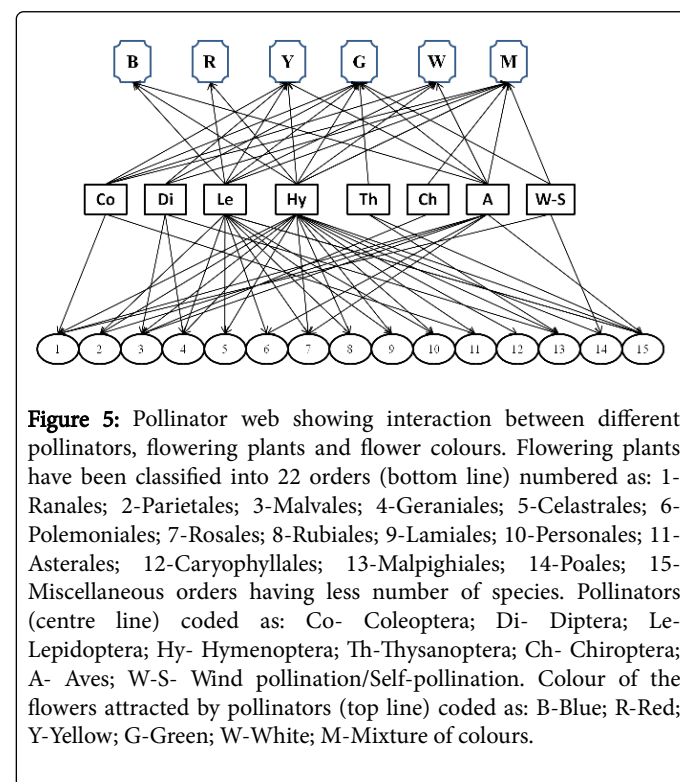 B R Y G W M
Co Di Le Hy Th Ch A W-S
1 2 3 4 5 6 7 8 9 10 11 12 13 14 15
Figure 5: Pollinator web showing interaction between different
pollinators, flowering plants and flower colours. Flowering plants
have been classified into 22 orders (bottom line) numbered as: 1-
Ranales; 2-Parietales; 3-Malvales; 4-Geraniales; 5-Celastrales; 6-
Polemoniales; 7-Rosales; 8-Rubiales; 9-Lamiales; 10-Personales; 11-
Asterales; 12-Caryophyllales; 13-Malpighiales; 14-Poales; 15-
Miscellaneous orders having less number of species. Pollinators
(centre line) coded as: Co- Coleoptera; Di- Diptera; Le-
Lepidoptera; Hy- Hymenoptera; Th-Thysanoptera; Ch- Chiroptera;
A- Aves; W-S- Wind pollination/Self-pollination. Colour of the
flowers attracted by pollinators (top line) coded as: B-Blue; R-Red;
Y-Yellow; G-Green; W-White; M-Mixture of colours.